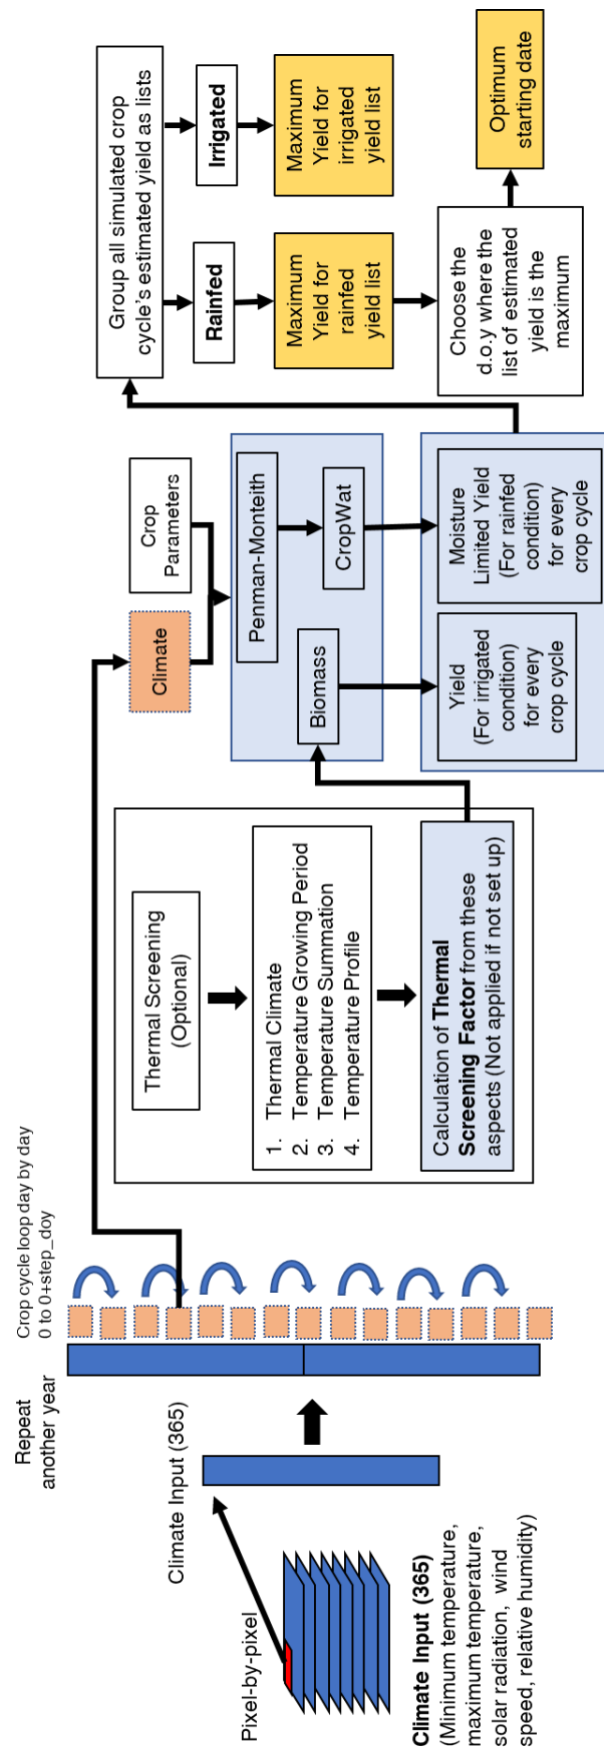 Climate Input (365)
(Minimum temperature,
maximum temperature,
solar radiation, wind
speed, relative humidity)
Pixel-by-pixel
Climate Input (365)
Repeat
another year
Crop cycle loop day by day
0 to 0+step_doy
Thermal Screening
(Optional)
1. Thermal Climate
2. Temperature Growing Period
3. Temperature Summation
4. Temperature Profile
Calculation of Thermal
Screening Factor from these
aspects (Not applied if not set up)
Climate
Crop
Parameters
Biomass
Penman-Monteith
CropWat
Yield
(For irrigated
condition)
for every
crop cycle
Moisture
Limited Yield
(For rainfed
condition)
for every
crop cycle
Group all simulated crop
cycle's estimated yield as lists
Rainfed
Irrigated
Maximum
Yield for
rainfed
yield list
Maximum
Yield for
irrigated
yield list
Choose the
d.o.y where the
list of estimated
yield is the
maximum
Optimum
starting date